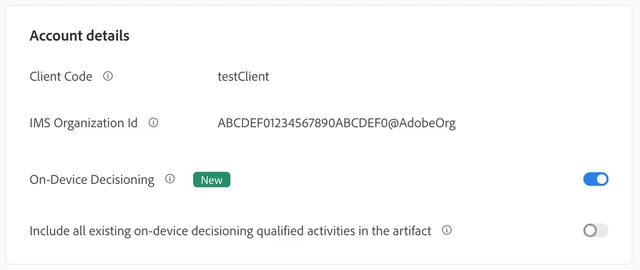 Account details
Client Code testClient
IMS Organization Id ABCDEF01234567890ABCDEF0@AdobeOrg
On-Device Decisioning New
Include all existing on-device decisioning qualified activities in the artifact